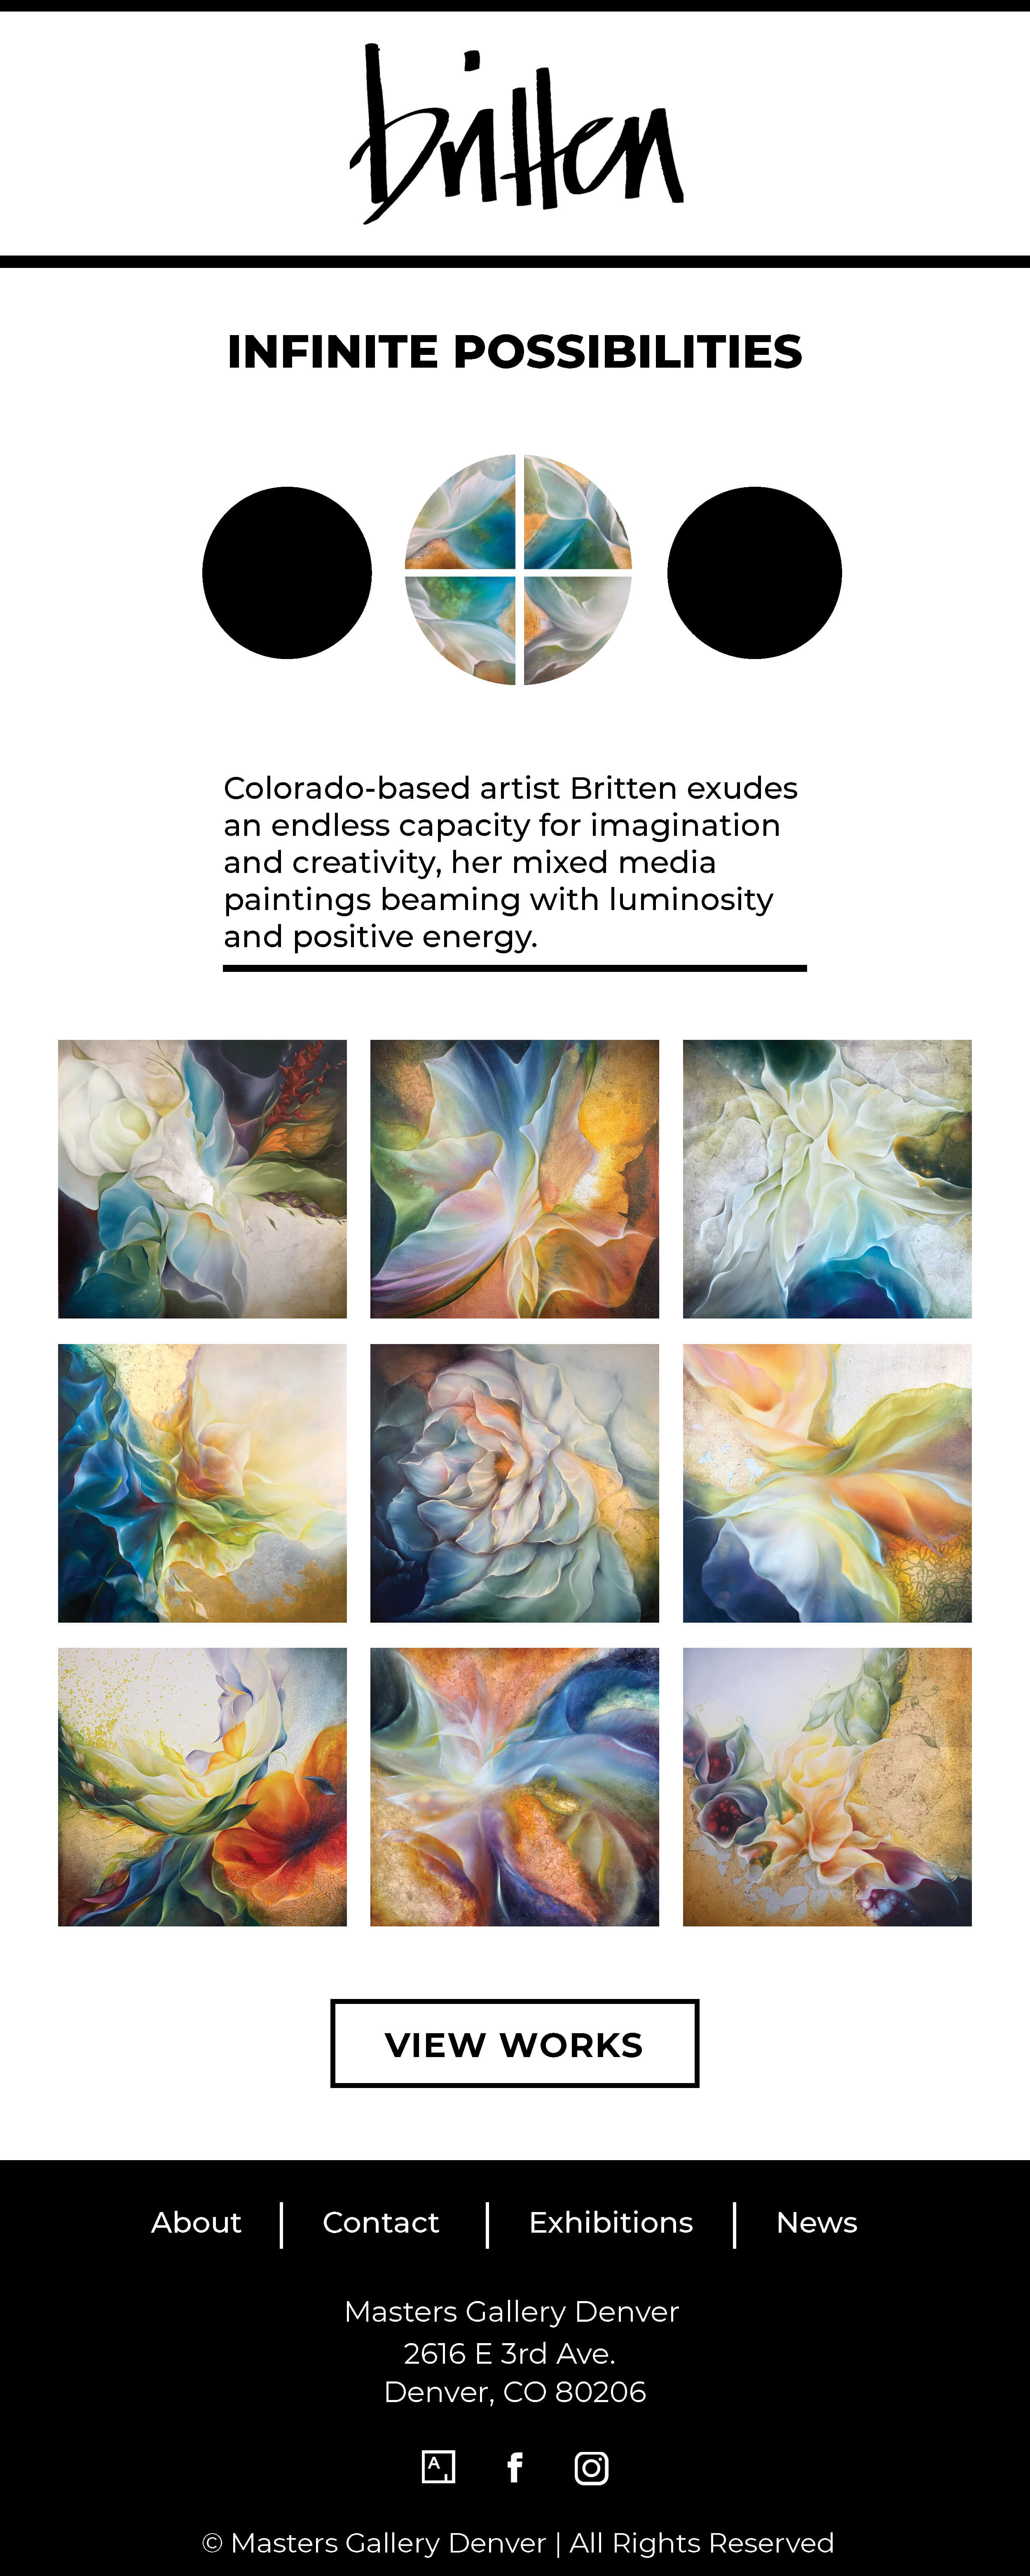 britten
INFINITE POSSIBILITIES
Colorado-based artist Britten exudes
an endless capacity for imagination
and creativity, her mixed media
paintings beaming with luminosity
and positive energy.
VIEW WORKS
About | Contact | Exhibitions | News
Masters Gallery Denver
2616 E 3rd Ave.
Denver, CO 80206
A
© Masters Gallery Denver | All Rights Reserved